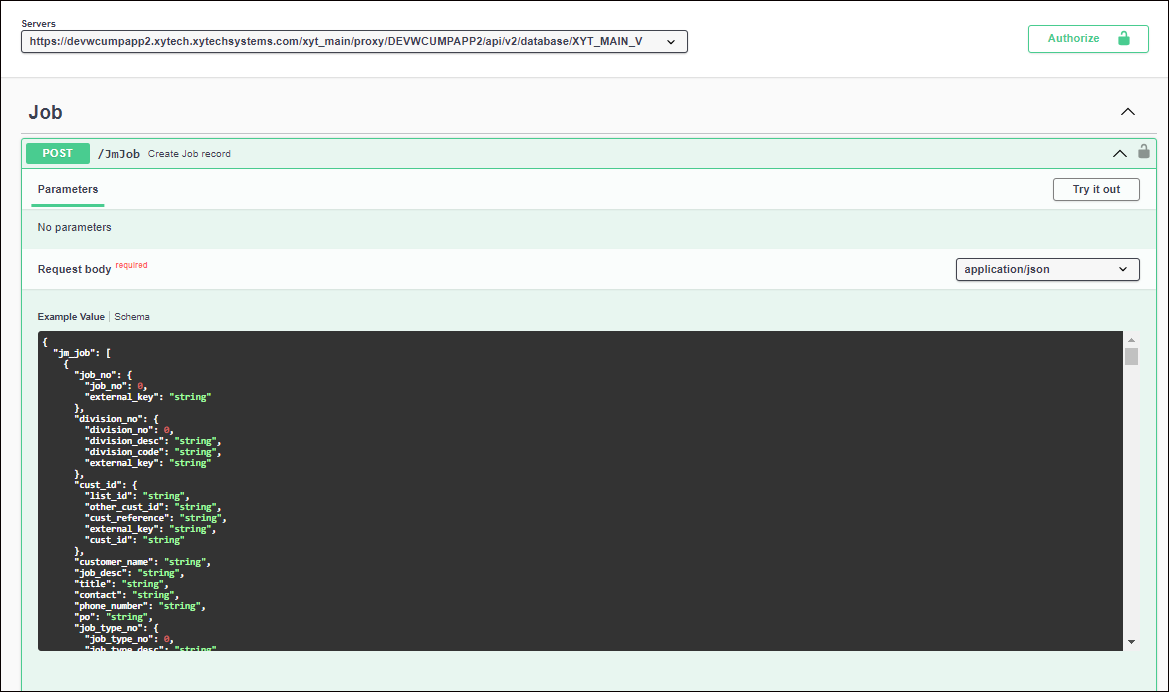 Servers
https://devwcumpapp2.xytech.xytechsystems.com/xyt_main/proxy/DEVWCUMPAPP2/api/v2/database/XYT_MAIN_V
Authorize
Job
POST /JmJob Create Job record
Parameters
Try it out
No parameters
Request body required
application/json
Example Value | Schema
{
  "jm_job": [
    {
      "job_no": {
        "job_no": 0,
        "external_key": "string"
      },
      "division_no": {
        "division_no": 0,
        "division_desc": "string",
        "division_code": "string",
        "external_key": "string"
      },
      "cust_id": {
        "list_id": "string",
        "other_cust_id": "string",
        "cust_reference": "string",
        "external_key": "string",
        "cust_id": "string"
      },
      "customer_name": "string",
      "job_desc": "string",
      "title": "string",
      "contact": "string",
      "phone_number": "string",
      "po": "string",
      "job_type_no": {
        "job_type_no": 0,
        "job_type_desc": "string"